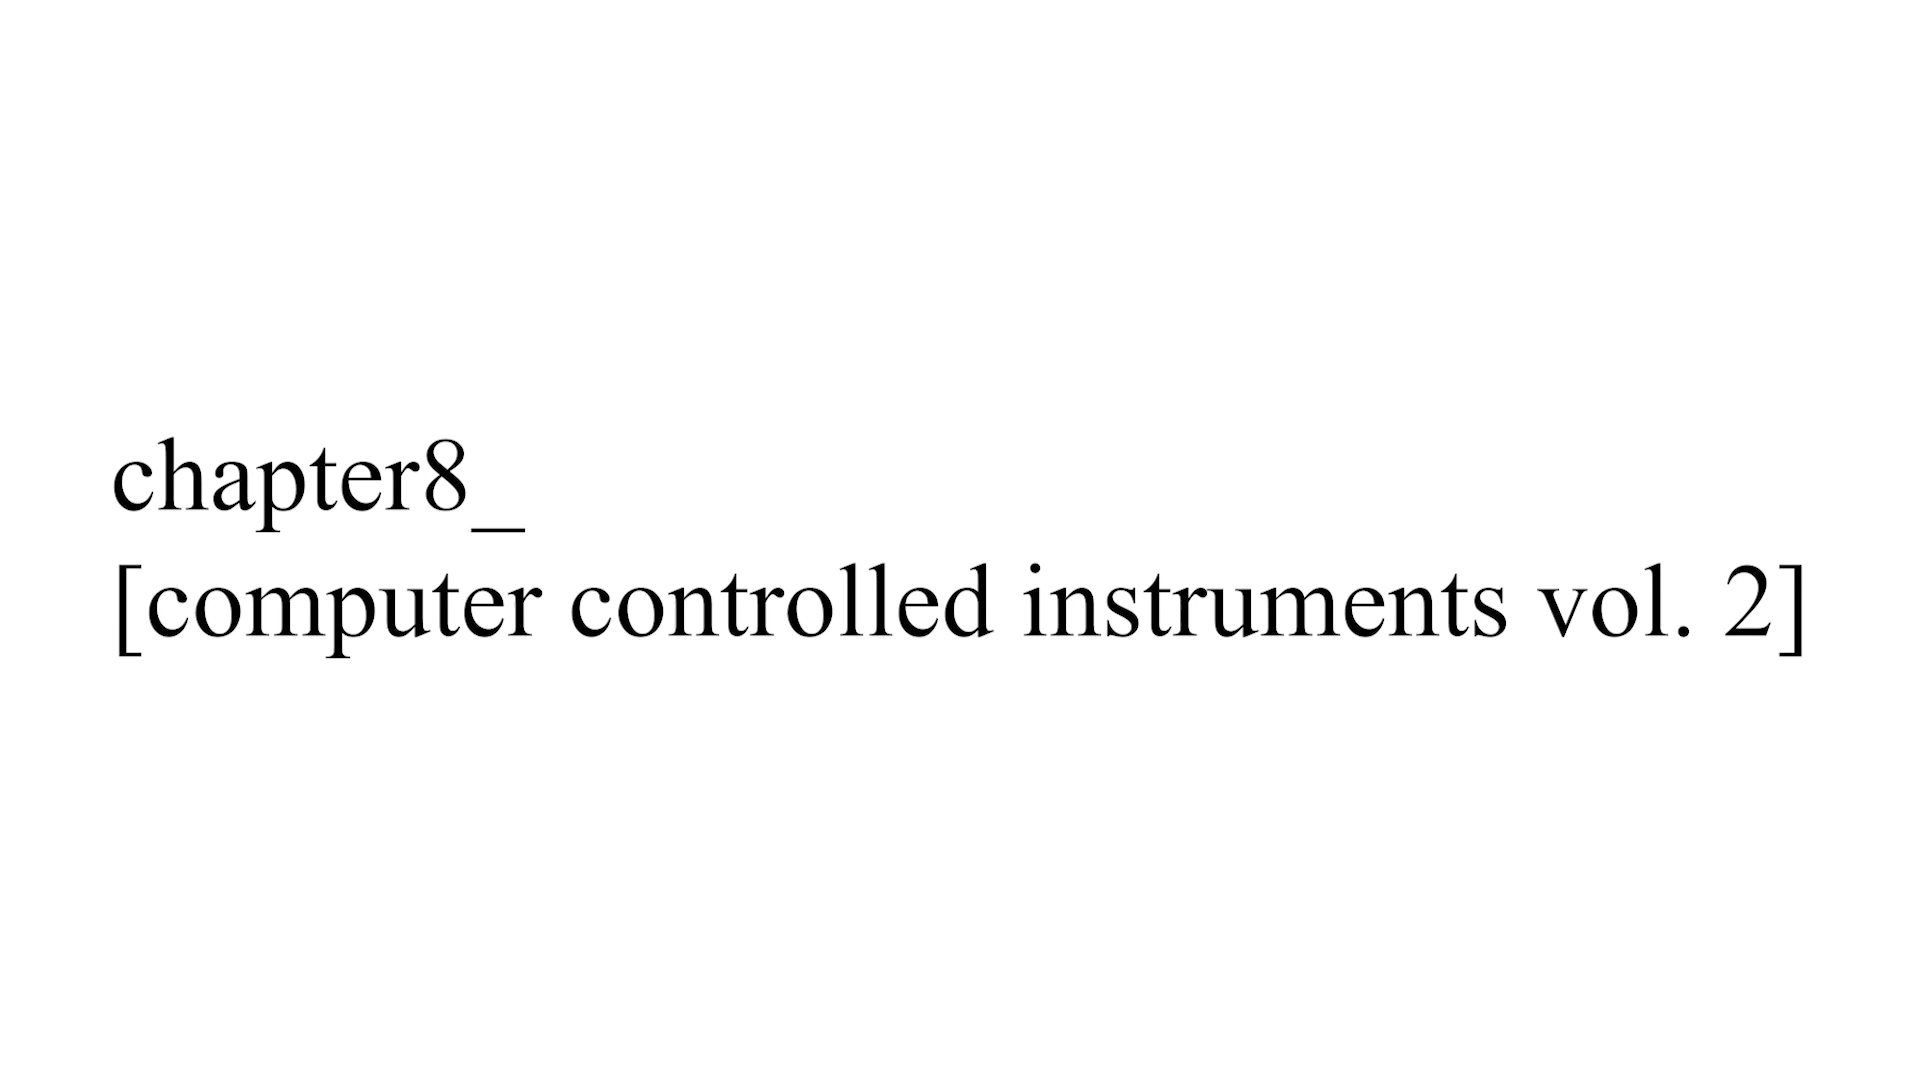 chapter8_
[computer controlled instruments vol. 2]